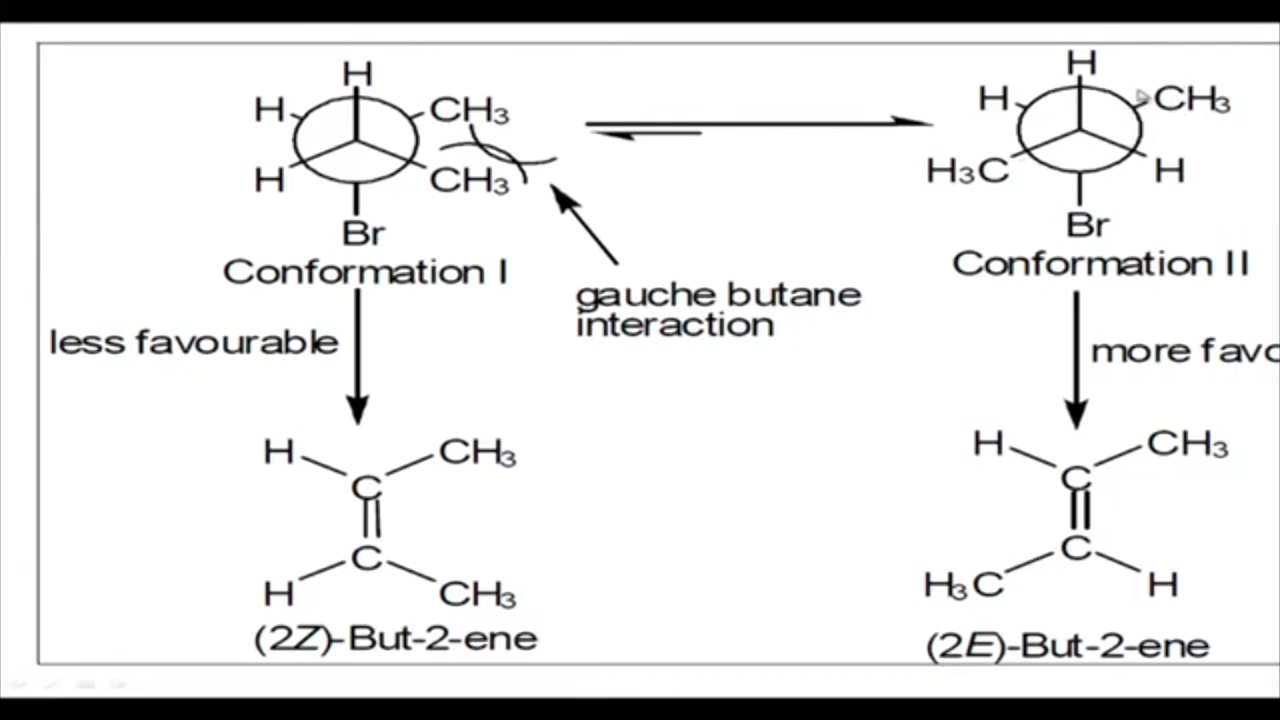 H
H
CH3
H
CH3
Br
Conformation I
H
H
CH3
H3C
H
Br
Conformation II
gauche butane
interaction
less favourable
more favo
H
CH3
C
C
H
CH3
(2Z)-But-2-ene
H
CH3
C
C
H3C
H
(2E)-But-2-ene